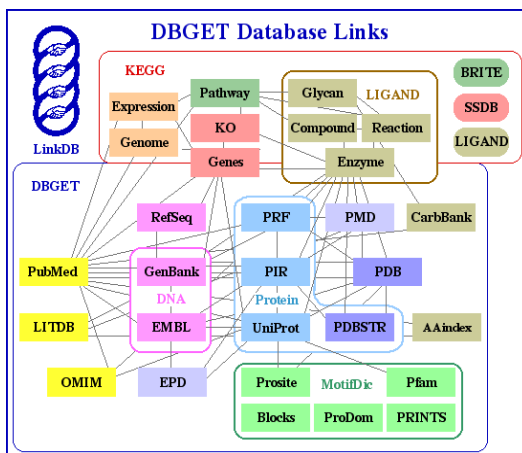 DBGET Database Links
KEGG
Pathway
Glycan
LIGAND
BRITE
Expression
KO
Compound
Reaction
SSDB
Genome
Genes
Enzyme
LIGAND
LinkDB
DBGET
RefSeq
PRF
PMD
CarbBank
PubMed
GenBank
PIR
PDB
DNA
Protein
LITDB
EMBL
UniProt
PDBSTR
AAindex
OMIM
EPD
Prosite
MotifDic
Pfam
Blocks
ProDom
PRINTS